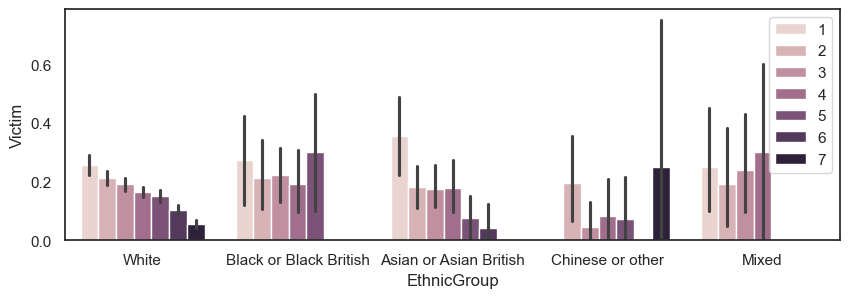 Victim
0.6
0.4
0.2
0.0
White
Black or Black British
Asian or Asian British
Chinese or other
Mixed
EthnicGroup
1
2
3
4
5
6
7